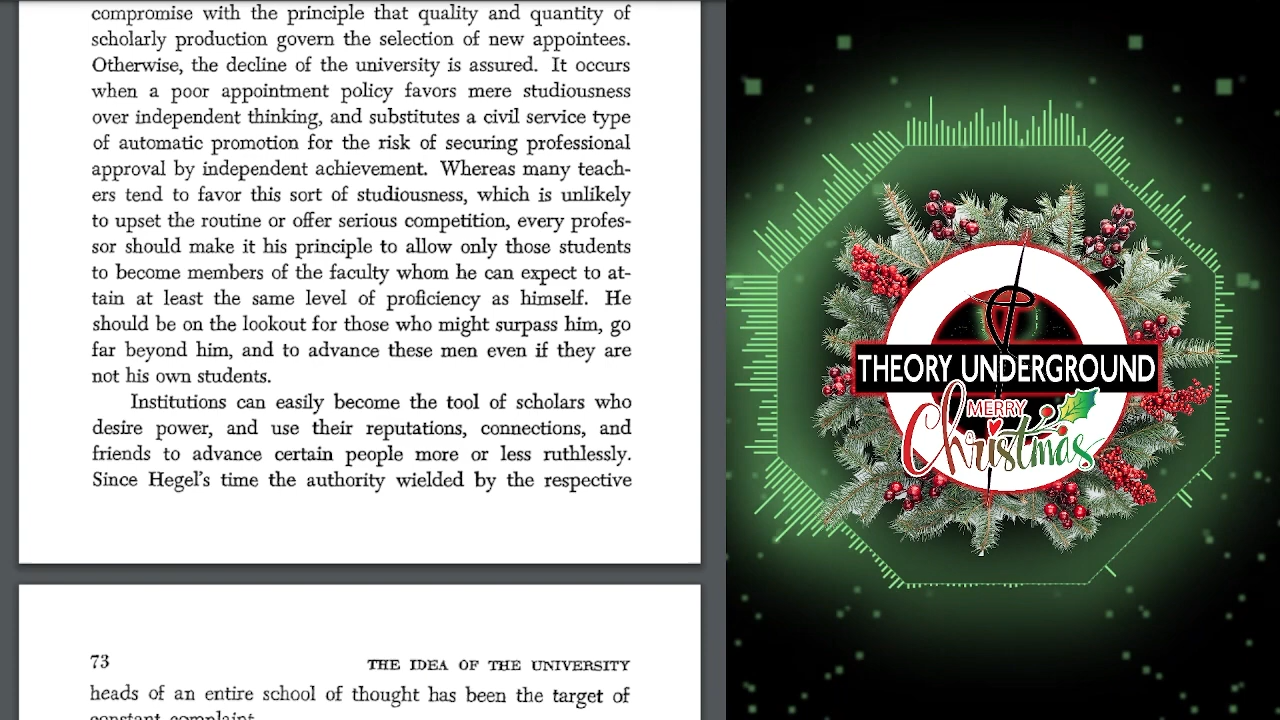 compromise with the principle that quality and quantity of
scholarly production govern the selection of new appointees.
Otherwise, the decline of the university is assured. It occurs
when a poor appointment policy favors mere studiousness
over independent thinking, and substitutes a civil service type
of automatic promotion for the risk of securing professional
approval by independent achievement. Whereas many teach-
ers tend to favor this sort of studiousness, which is unlikely
to upset the routine or offer serious competition, every profes-
sor should make it his principle to allow only those students
to become members of the faculty whom he can expect to at-
tain at least the same level of proficiency as himself. He
should be on the lookout for those who might surpass him, go
far beyond him, and to advance these men even if they are
not his own students.
Institutions can easily become the tool of scholars who
desire power, and use their reputations, connections, and
friends to advance certain people more or less ruthlessly.
Since Hegel's time the authority wielded by the respective
73 THE IDEA OF THE UNIVERSITY
heads of an entire school of thought has been the target of
constant complaint
THEORY UNDERGROUND
MERRY
Christmas